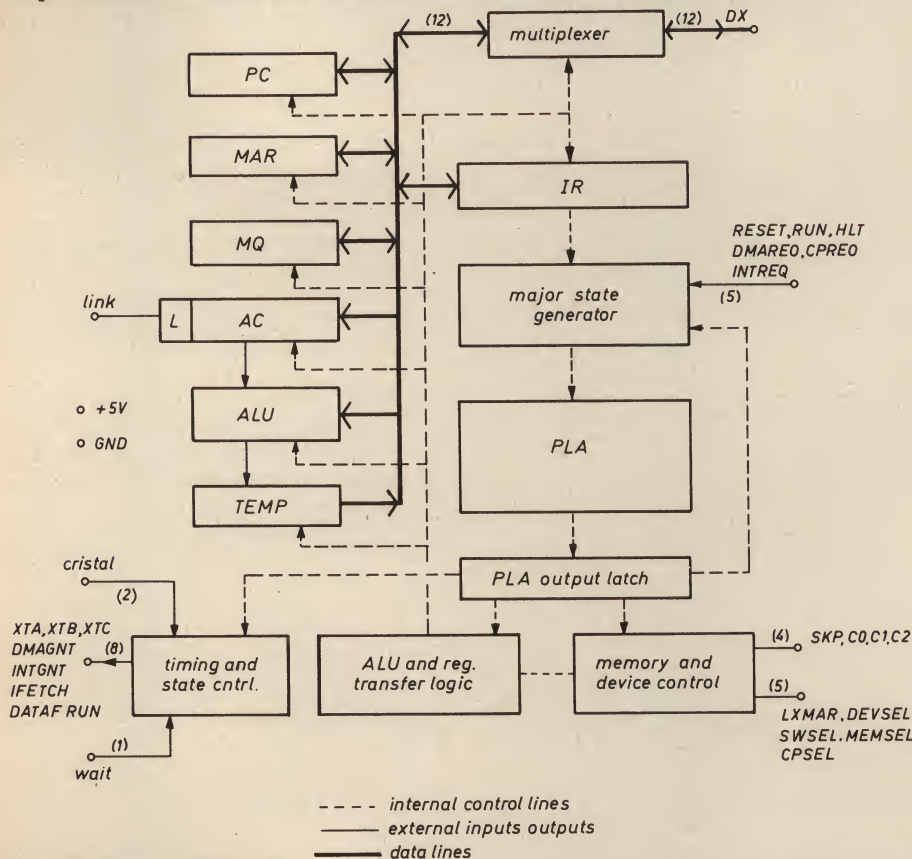 (12)
multiplexer
(12)
DX
PC
MAR
IR
MQ
RESET, RUN, HLT
DMAREO, CPREO
INTREQ
(5)
link
L
AC
major state
generator
+5V
GND
ALU
PLA
TEMP
cristal
(2)
PLA output latch
XTA, XTB, XTC
DMAGNT
(8)
INTGNT
IFETCH
DATAF RUN
timing and
state cntrl.
ALU and reg.
transfer logic
memory and
device control
(4)
SKP, C0, C1, C2
(5)
LXMAR, DEVSEL
SWSEL. MEMSEL
CPSEL
(1)
wait
internal control lines
external inputs outputs
data lines